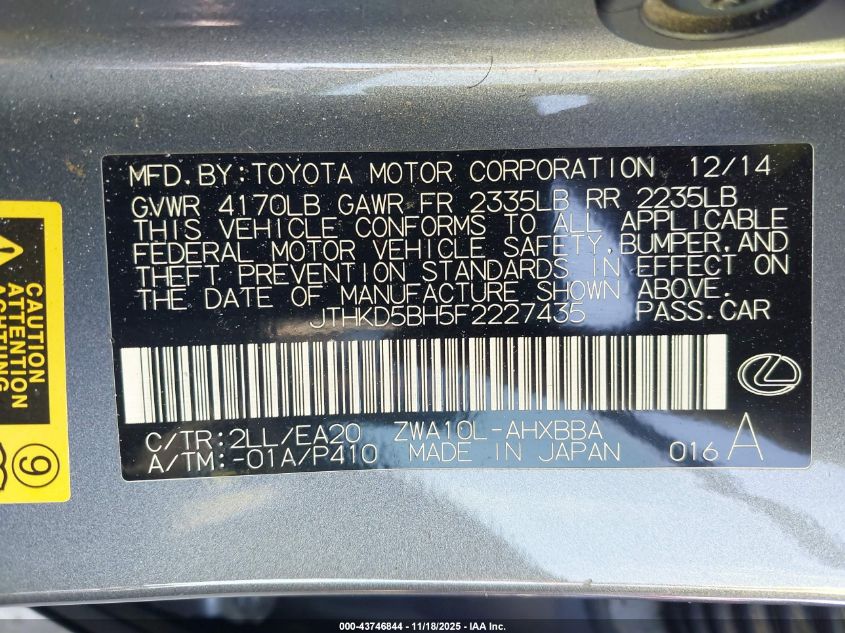 MFD.BY:TOYOTA MOTOR CORPORATION 12/14
GVWR 4170LB GAWR FR 2335LB RR 2235LB
THIS VEHICLE CONFORMS TO ALL APPLICABLE
FEDERAL MOTOR VEHICLE SAFETY,BUMPER,AND
THEFT PREVENTION STANDARDS IN EFFECT ON
THE DATE OF MANUFACTURE SHOWN ABOVE.
JTHKD5BH5F2227435 PASS.CAR
C/TR:2LL/EA20 ZWA10L-AHXBBA
A/TM:-01A/P410 MADE IN JAPAN 016 A
CAUTION
CAUTION
9
000-43746844 - 11/18/2025 - IAA Inc.